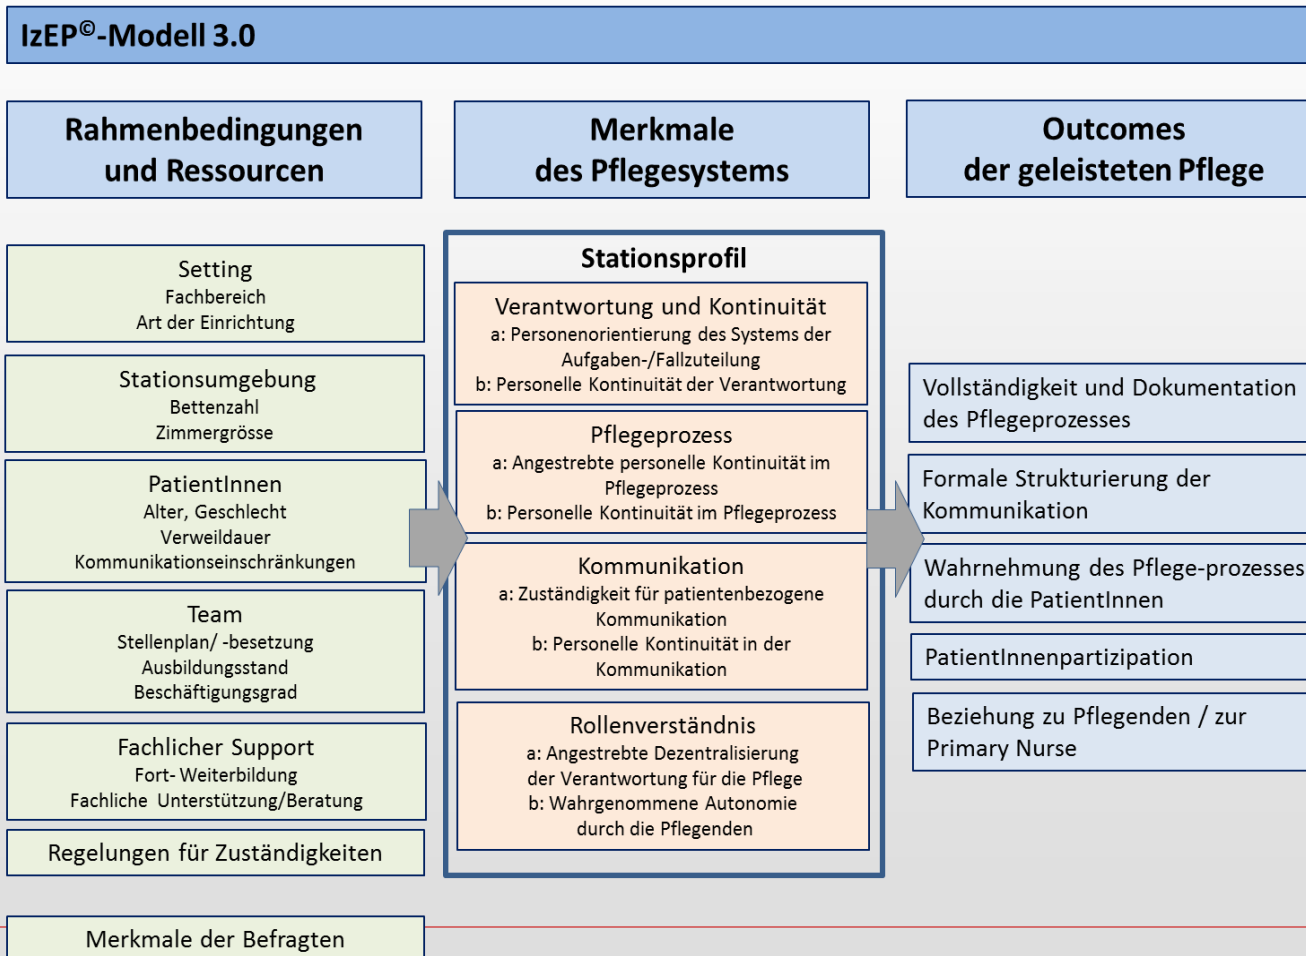 IzEP©-Modell 3.0
Rahmenbedingungen
und Ressourcen
Merkmale
des Pflegesystems
Outcomes
der geleisteten Pflege
Setting
Fachbereich
Art der Einrichtung
Stationsumgebung
Bettenzahl
Zimmergrösse
PatientInnen
Alter, Geschlecht
Verweildauer
Kommunikationseinschränkungen
Team
Stellenplan/ -besetzung
Ausbildungsstand
Beschäftigungsgrad
Fachlicher Support
Fort- Weiterbildung
Fachliche Unterstützung/Beratung
Regelungen für Zuständigkeiten
Merkmale der Befragten
Stationsprofil
Verantwortung und Kontinuität
a: Personenorientierung des Systems der
Aufgaben-/Fallzuteilung
b: Personelle Kontinuität der Verantwortung
Pflegeprozess
a: Angestrebte personelle Kontinuität im
Pflegeprozess
b: Personelle Kontinuität im Pflegeprozess
Kommunikation
a: Zuständigkeit für patientenbezogene
Kommunikation
b: Personelle Kontinuität in der
Kommunikation
Rollenverständnis
a: Angestrebte Dezentralisierung
der Verantwortung für die Pflege
b: Wahrgenommene Autonomie
durch die Pflegenden
Vollständigkeit und Dokumentation
des Pflegeprozesses
Formale Strukturierung der
Kommunikation
Wahrnehmung des Pflege-prozesses
durch die PatientInnen
PatientInnenpartizipation
Beziehung zu Pflegenden / zur
Primary Nurse